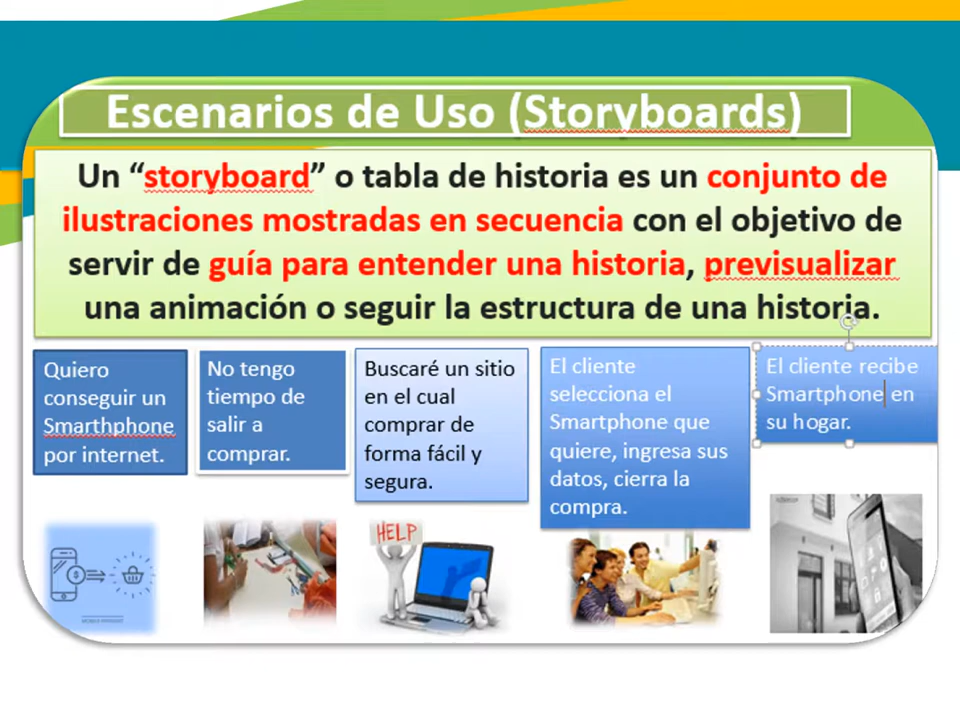 Escenarios de Uso (Storyboards)
Un “storyboard” o tabla de historia es un conjunto de
ilustraciones mostradas en secuencia con el objetivo de
servir de guía para entender una historia, previsualizar
una animación o seguir la estructura de una historia.
Quiero
conseguir un
Smarthphone
por internet.
No tengo
tiempo de
salir a
comprar.
Buscaré un sitio
en el cual
comprar de
forma fácil y
segura.
El cliente
selecciona el
Smartphone que
quiere, ingresa sus
datos, cierra la
compra.
El cliente recibe
Smartphone en
su hogar.
HELP